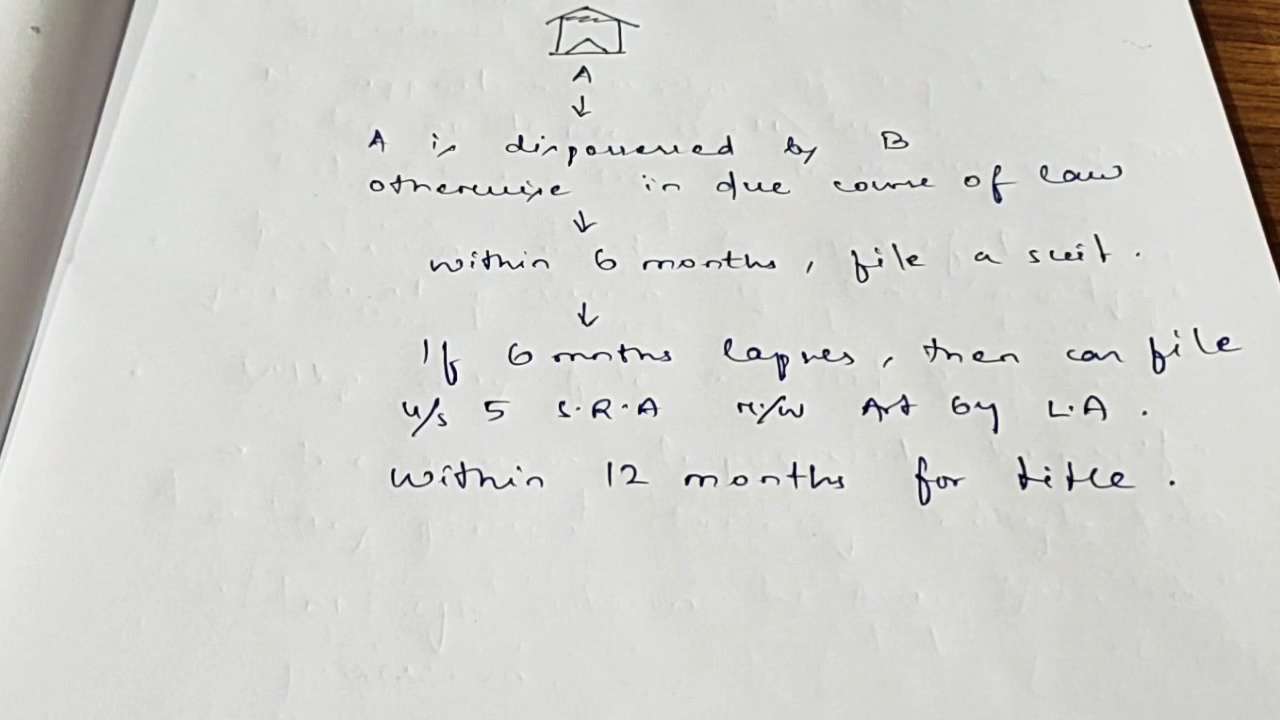 A
A is dispossessed by B
otherwise in due course of law
within 6 months, file a suit.
If 6 months lapses, then can file
u/s 5 S.R.A r/w Art 64 L.A.
within 12 months for title.